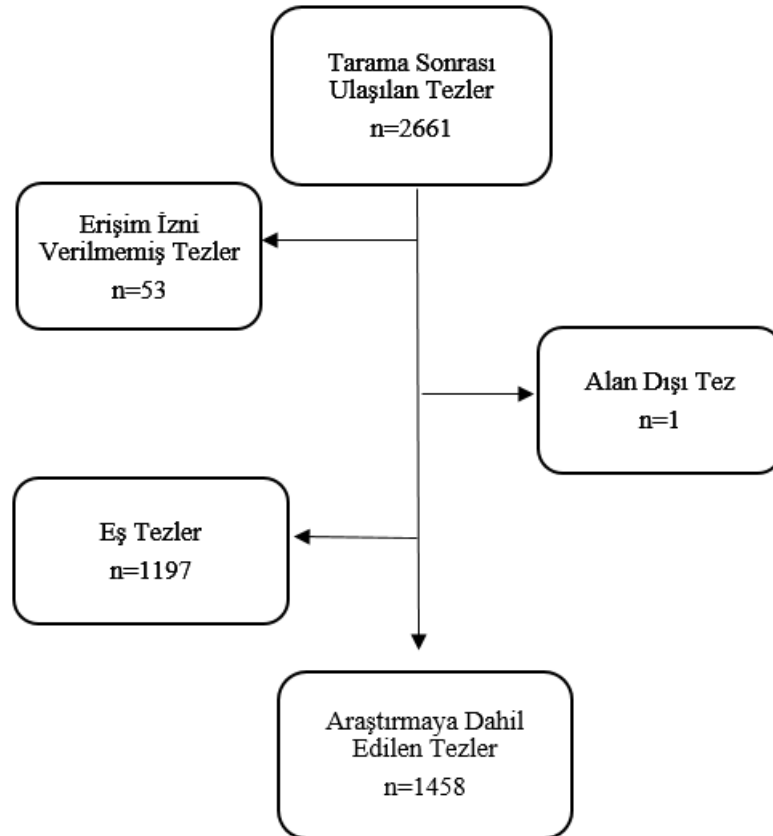 Tarama Sonrası
Ulaşılan Tezler
n=2661
Erişim İzni
Verilmemiş Tezler
n=53
Alan Dışı Tez
n=1
Eş Tezler
n=1197
Araştırmaya Dahil
Edilen Tezler
n=1458